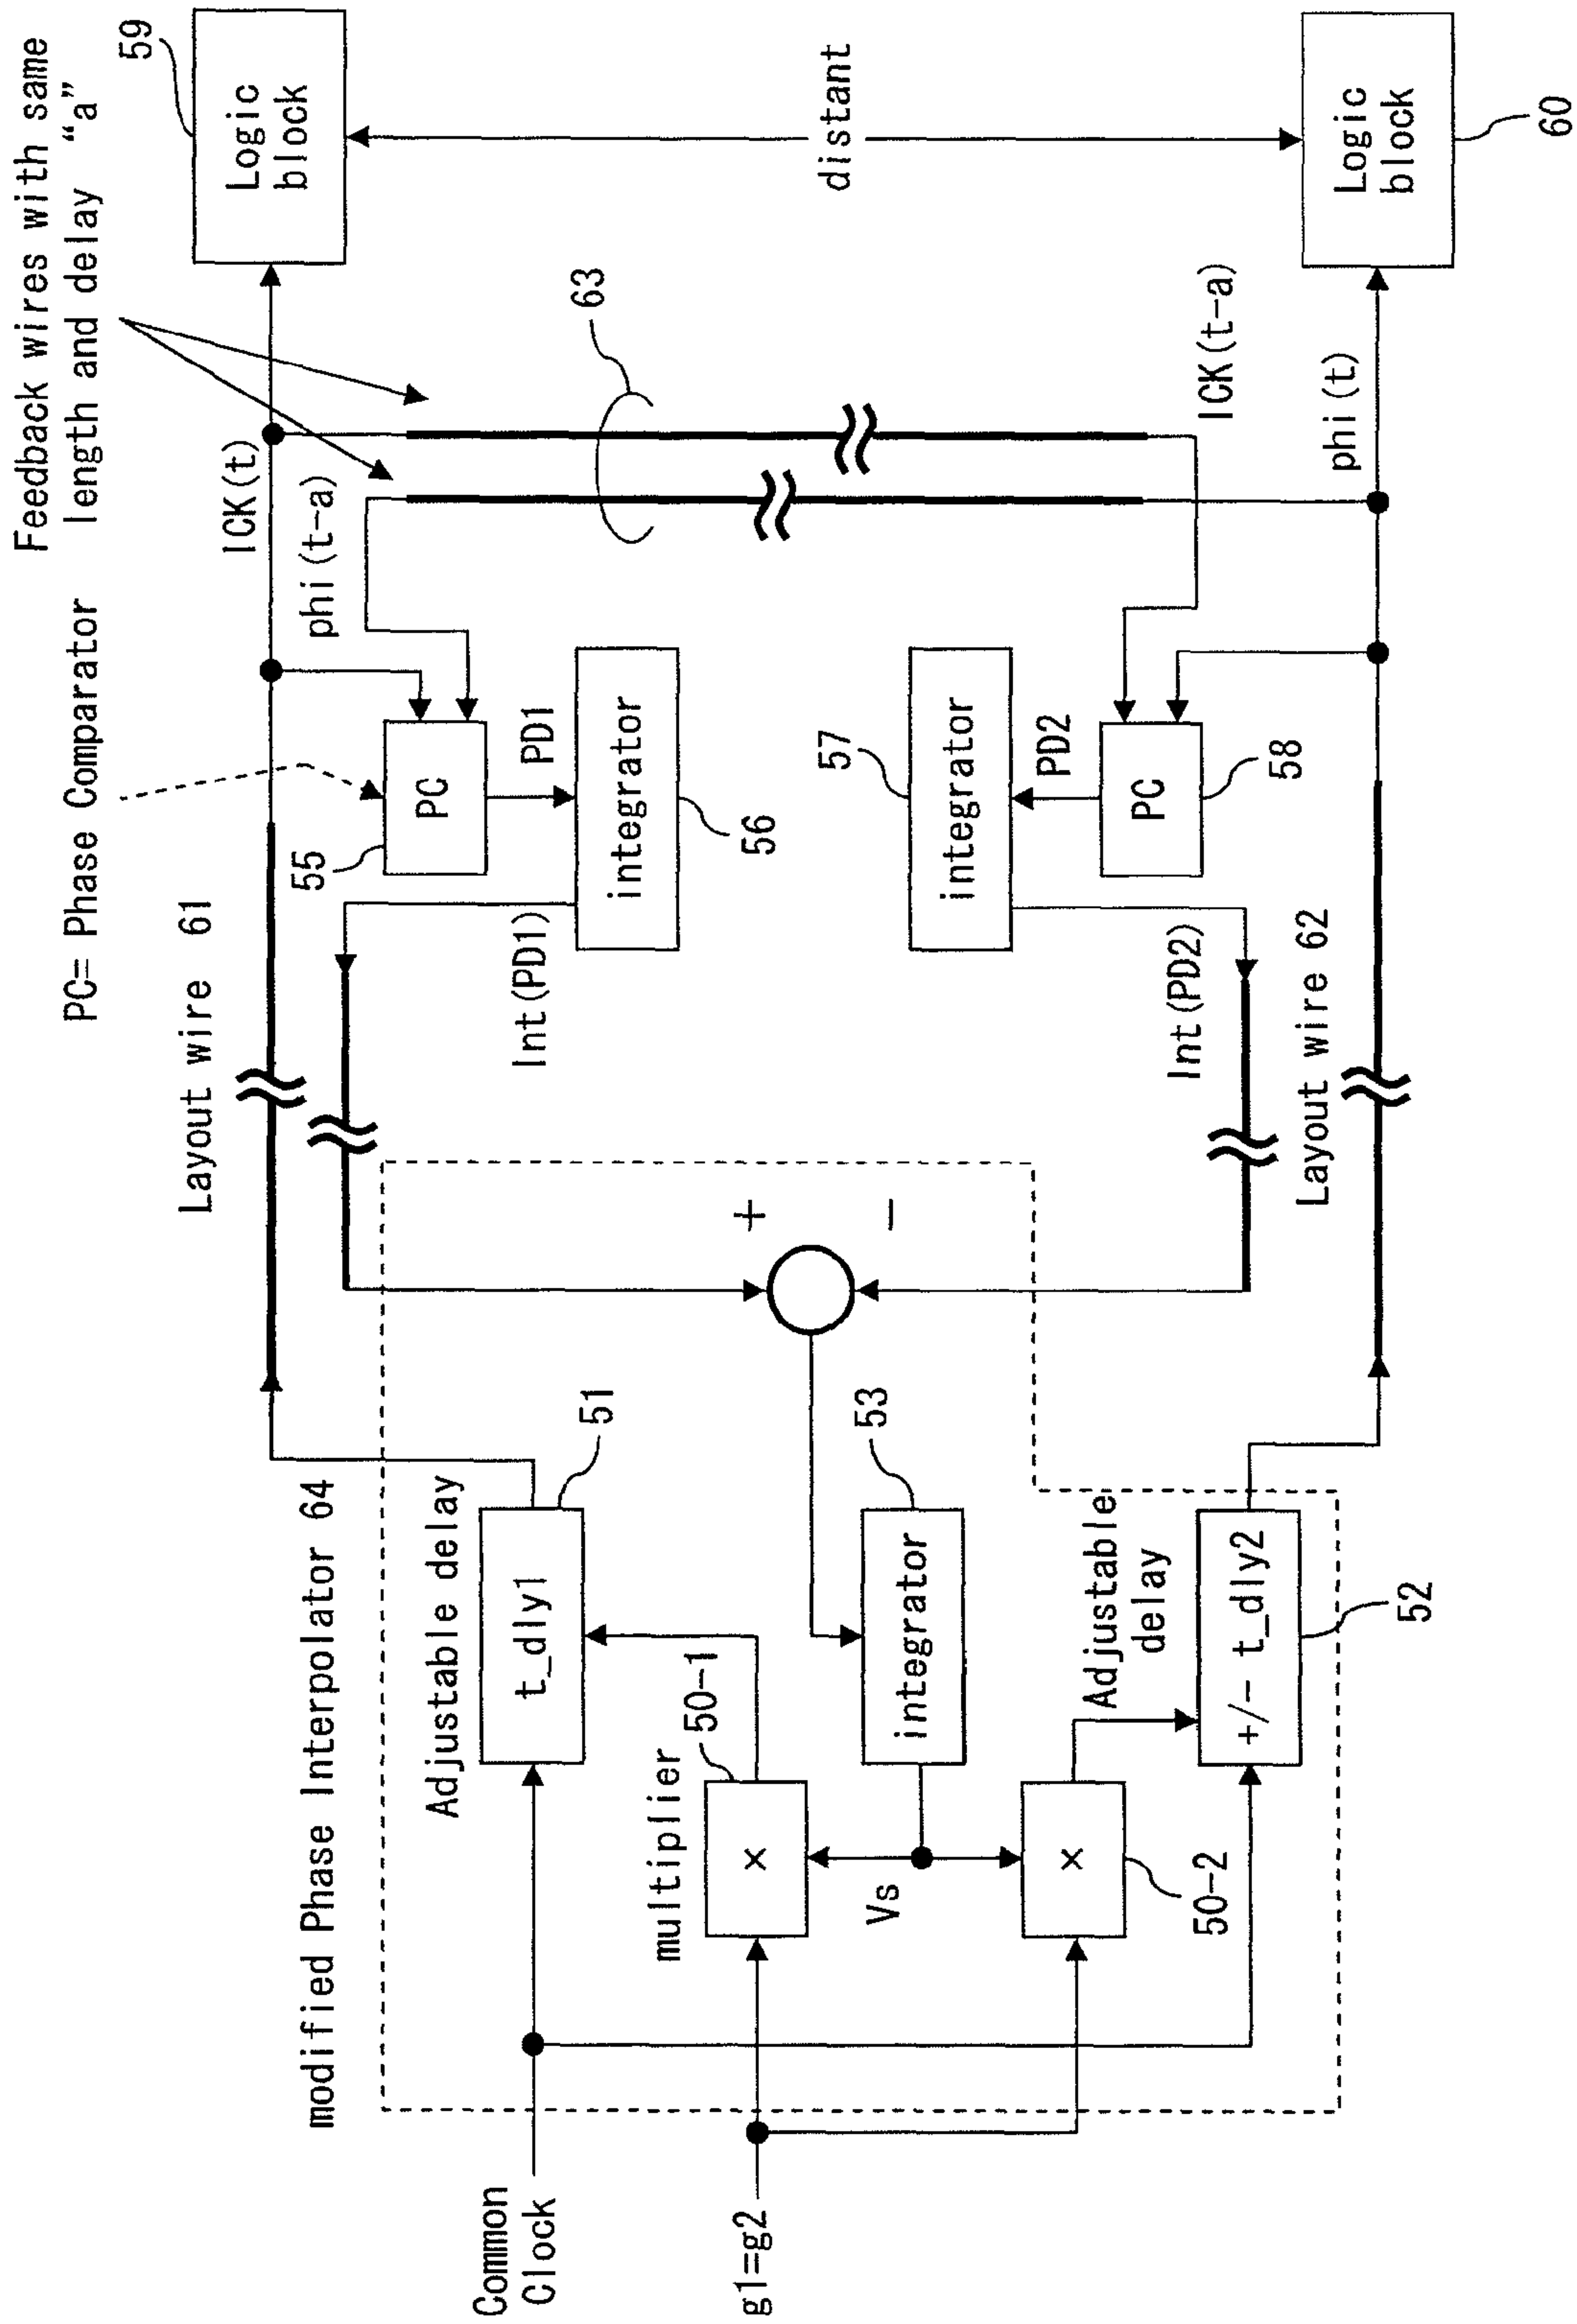 Feedback wires with same
length and delay “a”
PC= Phase Comparator
59
Logic
block
ICK(t)
phi(t-a)
63
distant
Layout wire 61
55
PC
PD1
integrator
56
Int(PD1)
57
integrator
PD2
PC
58
Int(PD2)
ICK(t-a)
phi(t)
Logic
block
60
Layout wire 62
modified Phase Interpolator 64
Adjustable delay
t_dly1
51
+
−
multiplier
50-1
×
Vs
53
integrator
×
50-2
Adjustable
delay
+/- t_dly2
52
Common
Clock
g1=g2